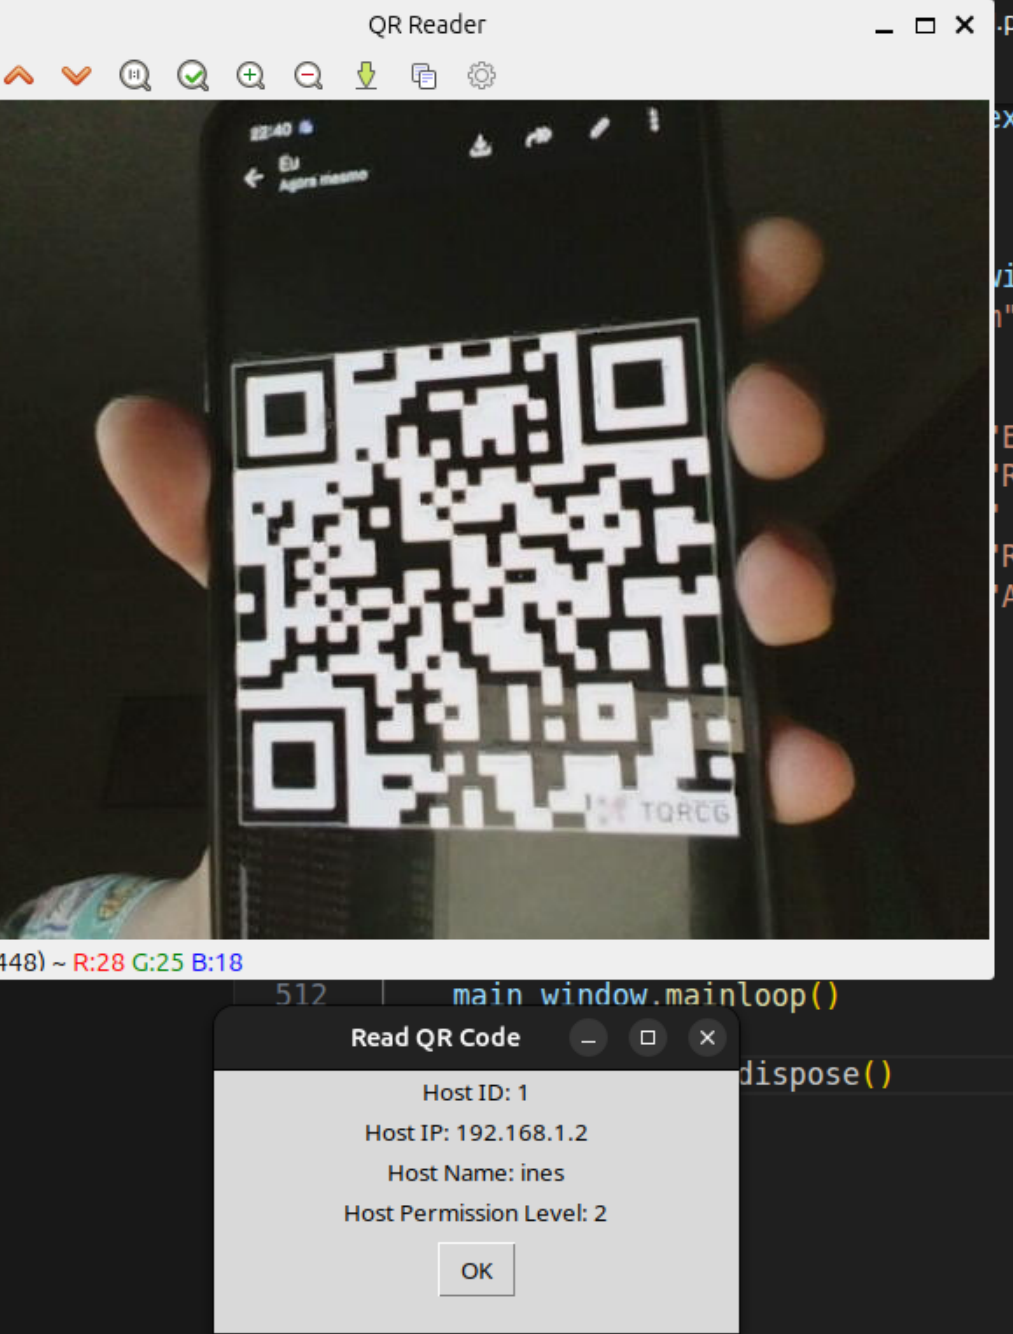 QR Reader
22:40
Eu
Agora mesmo
TQRCG
448) ~ R:28 G:25 B:18
512 main_window.mainloop()
dispose()
Read QR Code
Host ID: 1
Host IP: 192.168.1.2
Host Name: ines
Host Permission Level: 2
OK